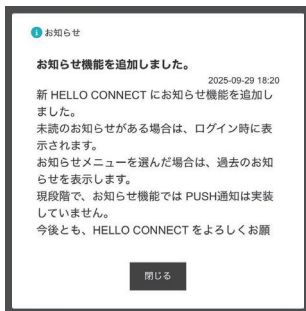 お知らせ
お知らせ機能を追加しました。
2025-09-29 18:20
新 HELLO CONNECT にお知らせ機能を追加し
ました。
未読のお知らせがある場合は、ログイン時に表
示されます。
お知らせメニューを選んだ場合は、過去のお知
らせを表示します。
現段階で、お知らせ機能では PUSH通知は実装
していません。
今後とも、HELLO CONNECT をよろしくお願
閉じる